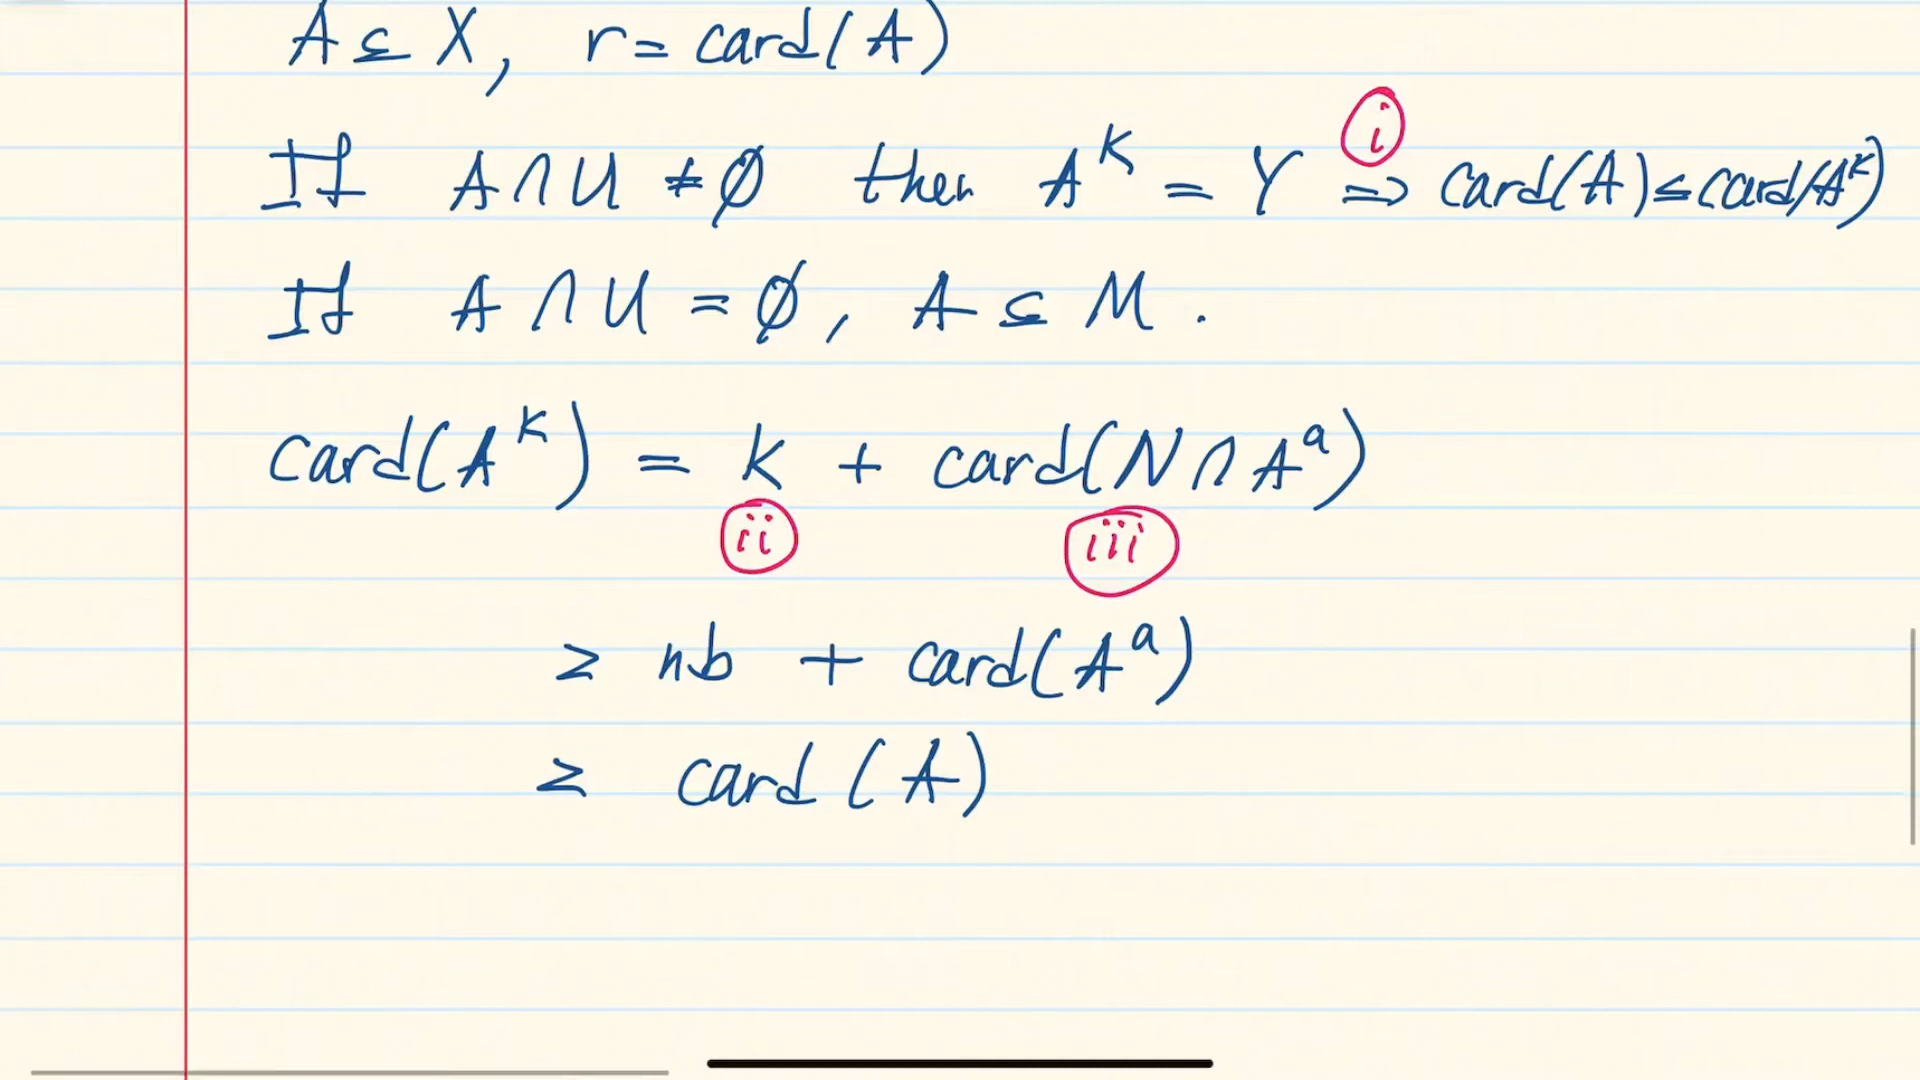 A ⊆ X, r = card(A)
If A ∩ U ≠ ∅ then A^K = Y ⇒ card(A) ≤ card(A^K)
i
If A ∩ U = ∅, A ⊆ M.
card(A^K) = K + card(N ∩ A^a)
ii iii
≥ nb + card(A^a)
≥ card(A)